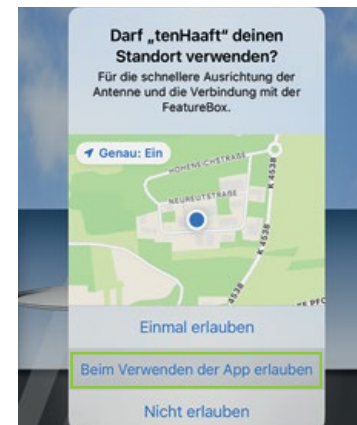 Darf „tenHaaft“ deinen
Standort verwenden?
Für die schnellere Ausrichtung der
Antenne und die Verbindung mit der
FeatureBox.
Genau: Ein
HOHENEICHSTRAßE
K 4538
NEUREUTSTRAßE
K 4538
4538
Einmal erlauben
Beim Verwenden der App erlauben
Nicht erlauben